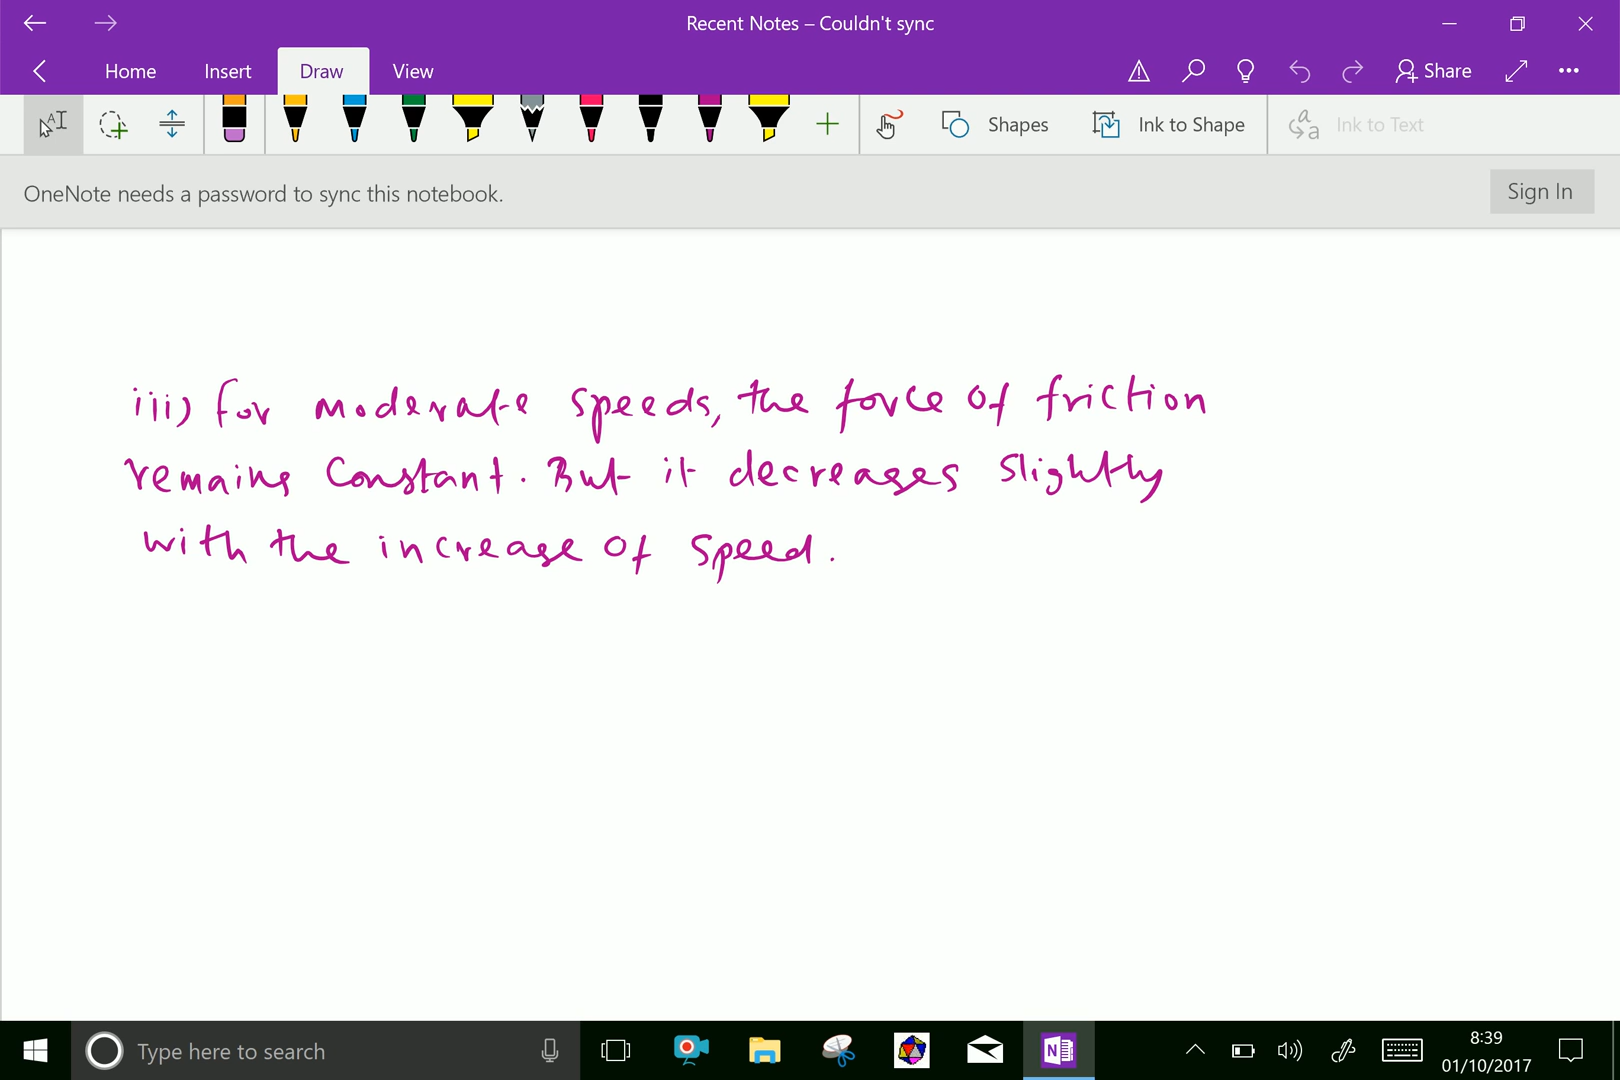 Recent Notes – Couldn't sync
Home Insert Draw View Share
Shapes Ink to Shape Ink to Text
OneNote needs a password to sync this notebook. Sign In
iii) for moderate speeds, the force of friction
remains constant. But it decreases slightly
with the increase of speed.
Type here to search
8:39
01/10/2017